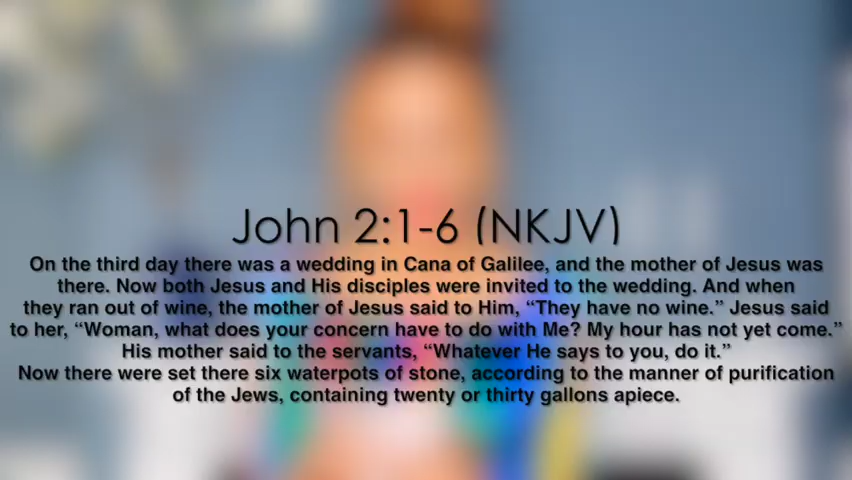 John 2:1-6 (NKJV)
On the third day there was a wedding in Cana of Galilee, and the mother of Jesus was
there. Now both Jesus and His disciples were invited to the wedding. And when
they ran out of wine, the mother of Jesus said to Him, “They have no wine.” Jesus said
to her, “Woman, what does your concern have to do with Me? My hour has not yet come.”
His mother said to the servants, “Whatever He says to you, do it.”
Now there were set there six waterpots of stone, according to the manner of purification
of the Jews, containing twenty or thirty gallons apiece.